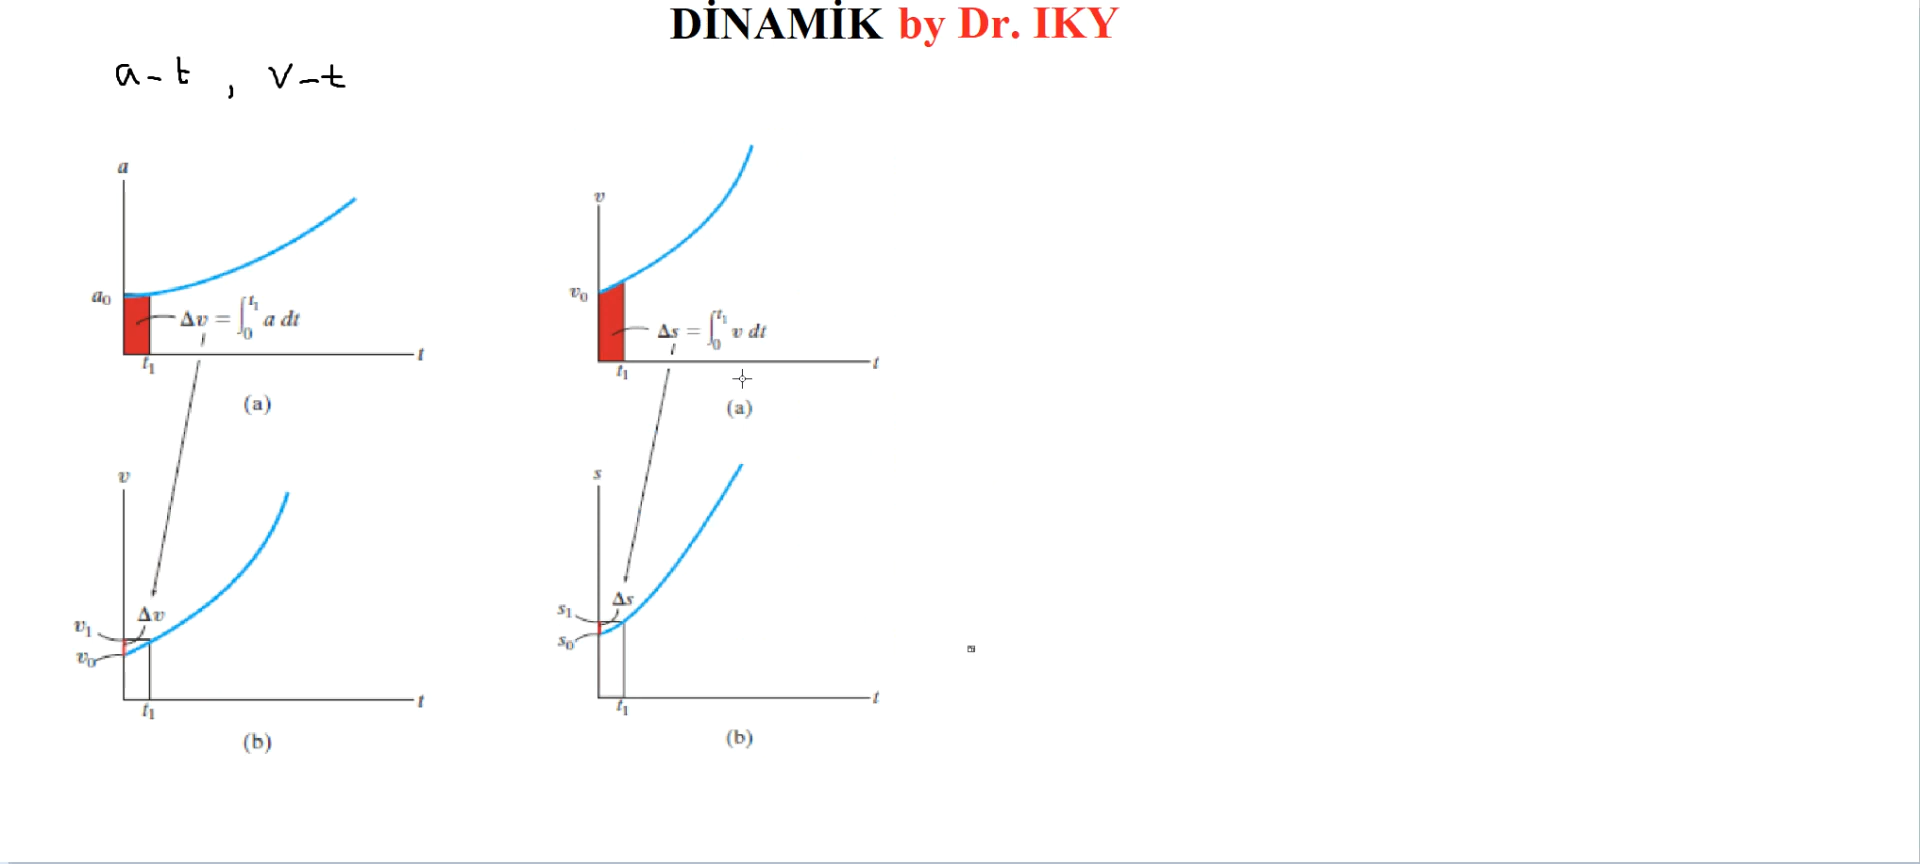 DİNAMİK by Dr. IKY
a-t , v-t
a
a0
Δv = ∫₀^t1 a dt
t1
t
(a)
v
v1
Δv
v0
t1
t
(b)
v
v0
Δs = ∫₀^t1 v dt
t1
t
(a)
s
s1
Δs
s0
t1
t
(b)